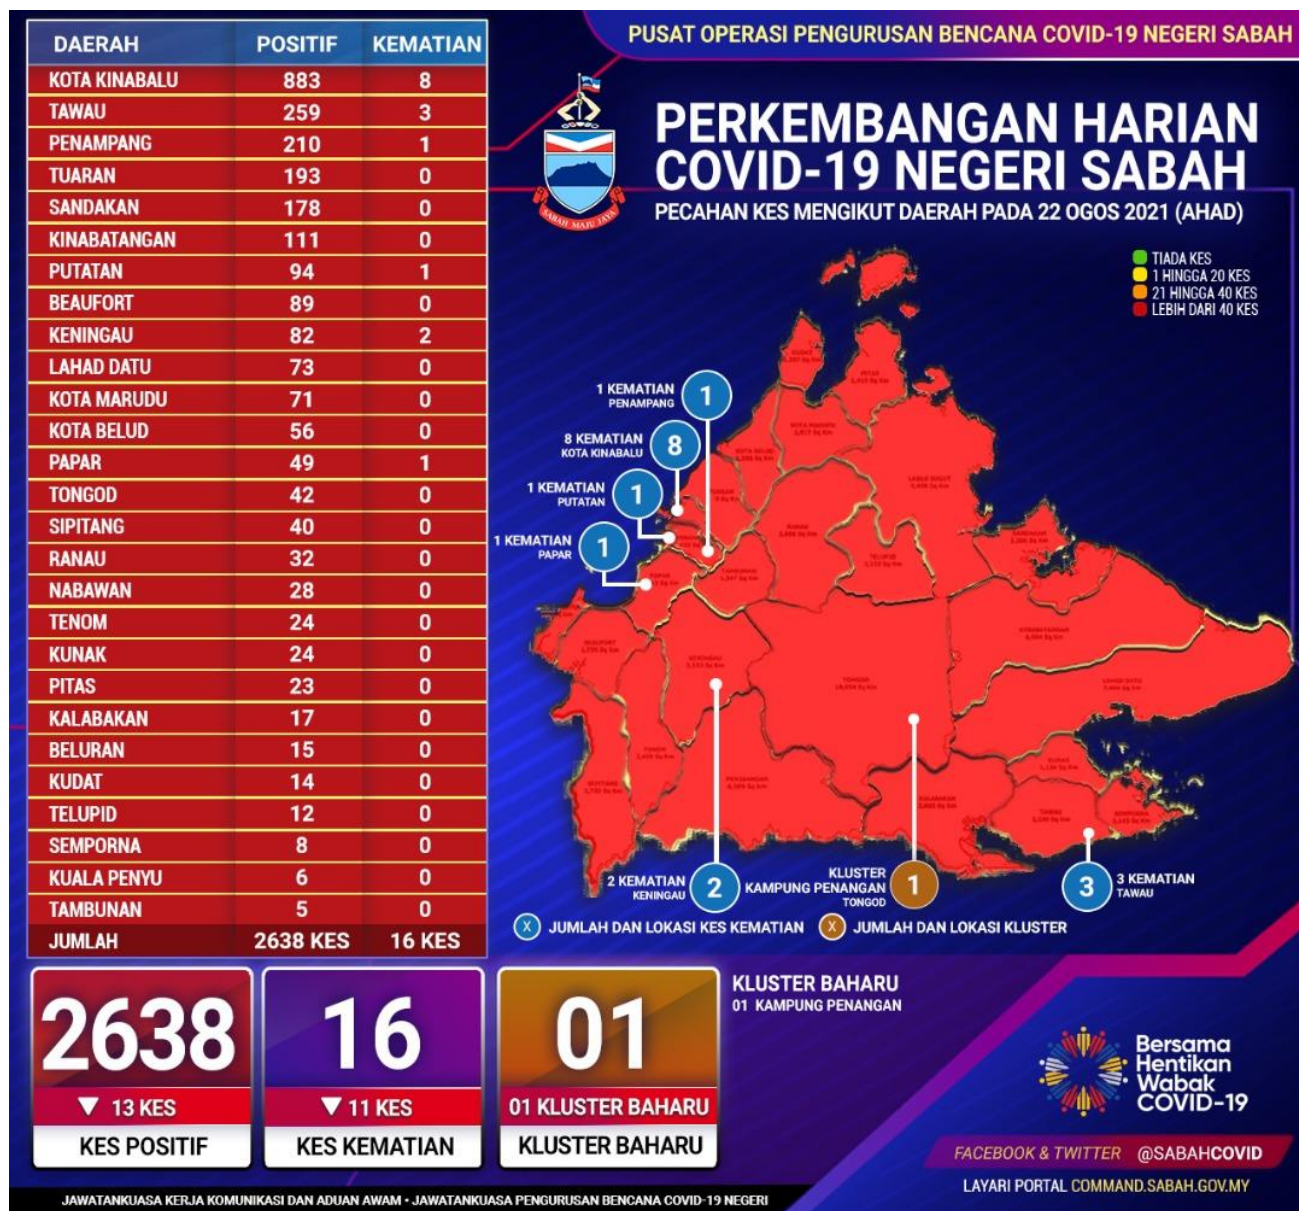 DAERAH POSITIF KEMATIAN
KOTA KINABALU 883 8
TAWAU 259 3
PENAMPANG 210 1
TUARAN 193 0
SANDAKAN 178 0
KINABATANGAN 111 0
PUTATAN 94 1
BEAUFORT 89 0
KENINGAU 82 2
LAHAD DATU 73 0
KOTA MARUDU 71 0
KOTA BELUD 56 0
PAPAR 49 1
TONGOD 42 0
SIPITANG 40 0
RANAU 32 0
NABAWAN 28 0
TENOM 24 0
KUNAK 24 0
PITAS 23 0
KALABAKAN 17 0
BELURAN 15 0
KUDAT 14 0
TELUPID 12 0
SEMPORNA 8 0
KUALA PENYU 6 0
TAMBUNAN 5 0
JUMLAH 2638 KES 16 KES
PUSAT OPERASI PENGURUSAN BENCANA COVID-19 NEGERI SABAH
SABAH MAJU JAYA
PERKEMBANGAN HARIAN
COVID-19 NEGERI SABAH
PECAHAN KES MENGIKUT DAERAH PADA 22 OGOS 2021 (AHAD)
TIADA KES
1 HINGGA 20 KES
21 HINGGA 40 KES
LEBIH DARI 40 KES
1 KEMATIAN
PENAMPANG
1
8 KEMATIAN
KOTA KINABALU
8
1 KEMATIAN
PUTATAN
1
1 KEMATIAN
PAPAR
1
2 KEMATIAN
KENINGAU
2
KLUSTER
KAMPUNG PENANGAN
TONGOD
1
3 KEMATIAN
TAWAU
3
X JUMLAH DAN LOKASI KES KEMATIAN
X JUMLAH DAN LOKASI KLUSTER
2638
▼ 13 KES
KES POSITIF
16
▼ 11 KES
KES KEMATIAN
01
01 KLUSTER BAHARU
KLUSTER BAHARU
KLUSTER BAHARU
01 KAMPUNG PENANGAN
Bersama
Hentikan
Wabak
COVID-19
FACEBOOK & TWITTER @SABAHCOVID
LAYARI PORTAL COMMAND.SABAH.GOV.MY
JAWATANKUASA KERJA KOMUNIKASI DAN ADUAN AWAM • JAWATANKUASA PENGURUSAN BENCANA COVID-19 NEGERI